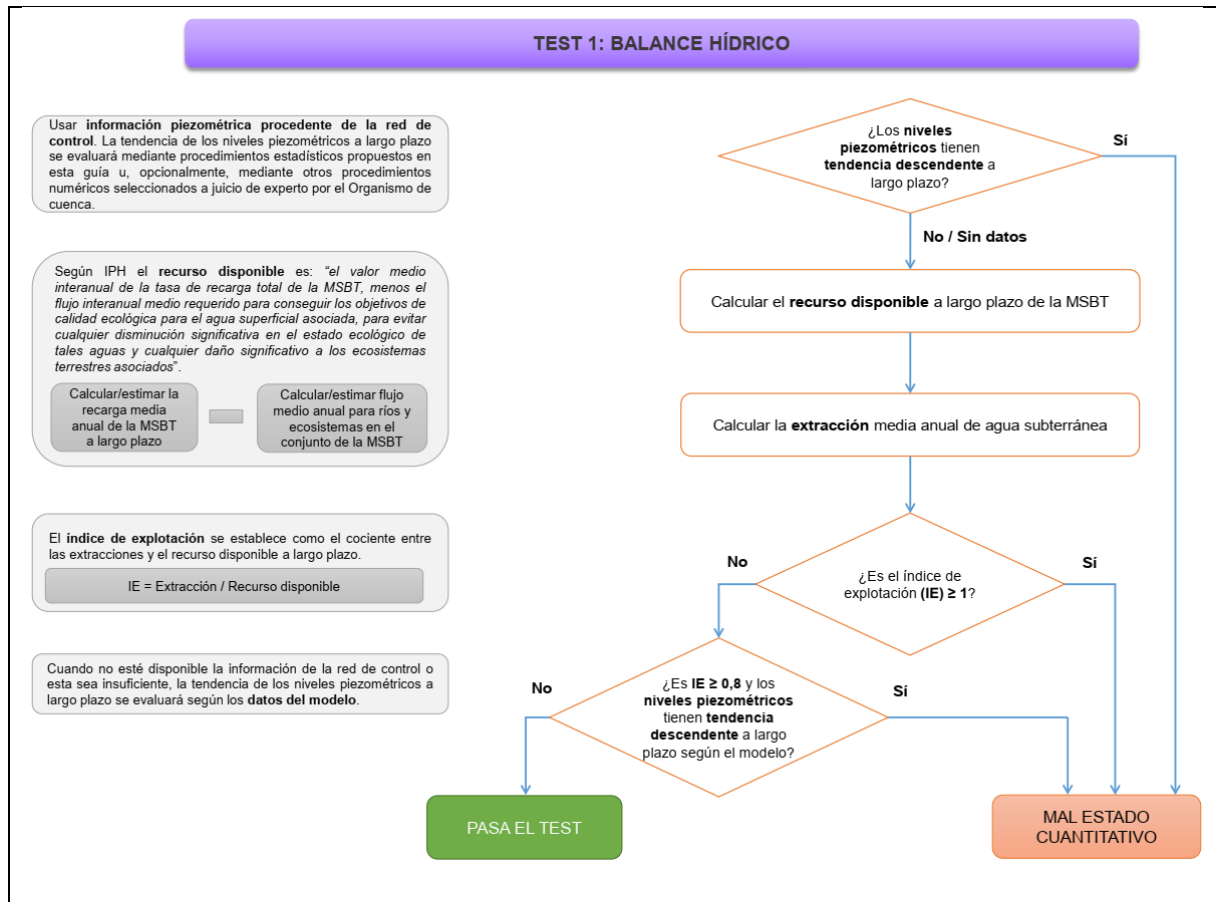 TEST 1: BALANCE HÍDRICO
Usar información piezométrica procedente de la red de
control. La tendencia de los niveles piezométricos a largo plazo
se evaluará mediante procedimientos estadísticos propuestos en
esta guía u, opcionalmente, mediante otros procedimientos
numéricos seleccionados a juicio de experto por el Organismo de
cuenca.
¿Los niveles
piezométricos tienen
tendencia descendente a
largo plazo?
Sí
No / Sin datos
Según IPH el recurso disponible es: “el valor medio
interanual de la tasa de recarga total de la MSBT, menos el
flujo interanual medio requerido para conseguir los objetivos de
calidad ecológica para el agua superficial asociada, para evitar
cualquier disminución significativa en el estado ecológico de
tales aguas y cualquier daño significativo a los ecosistemas
terrestres asociados”.
Calcular/estimar la
recarga media
anual de la MSBT
a largo plazo
Calcular/estimar flujo
medio anual para ríos y
ecosistemas en el
conjunto de la MSBT
Calcular el recurso disponible a largo plazo de la MSBT
Calcular la extracción media anual de agua subterránea
El índice de explotación se establece como el cociente entre
las extracciones y el recurso disponible a largo plazo.
IE = Extracción / Recurso disponible
No
¿Es el índice de
explotación (IE) ≥ 1?
Sí
Cuando no esté disponible la información de la red de control o
esta sea insuficiente, la tendencia de los niveles piezométricos a
largo plazo se evaluará según los datos del modelo.
No
¿Es IE ≥ 0,8 y los
niveles piezométricos
tienen tendencia
descendente a largo
plazo según el modelo?
Sí
PASA EL TEST
MAL ESTADO
CUANTITATIVO